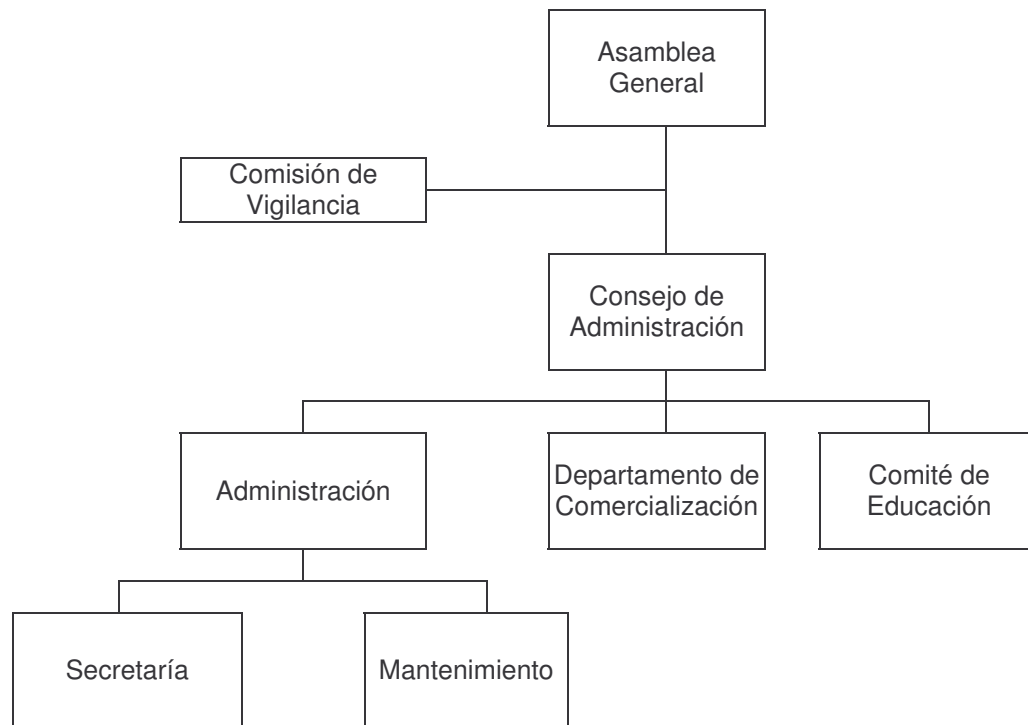 Asamblea
General
Comisión de
Vigilancia
Consejo de
Administración
Administración
Departamento de
Comercialización
Comité de
Educación
Secretaría
Mantenimiento